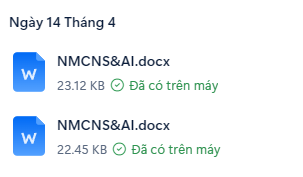 Ngày 14 Tháng 4
NMCNS&AI.docx
W
23.12 KB Đã có trên máy
NMCNS&AI.docx
W
22.45 KB Đã có trên máy